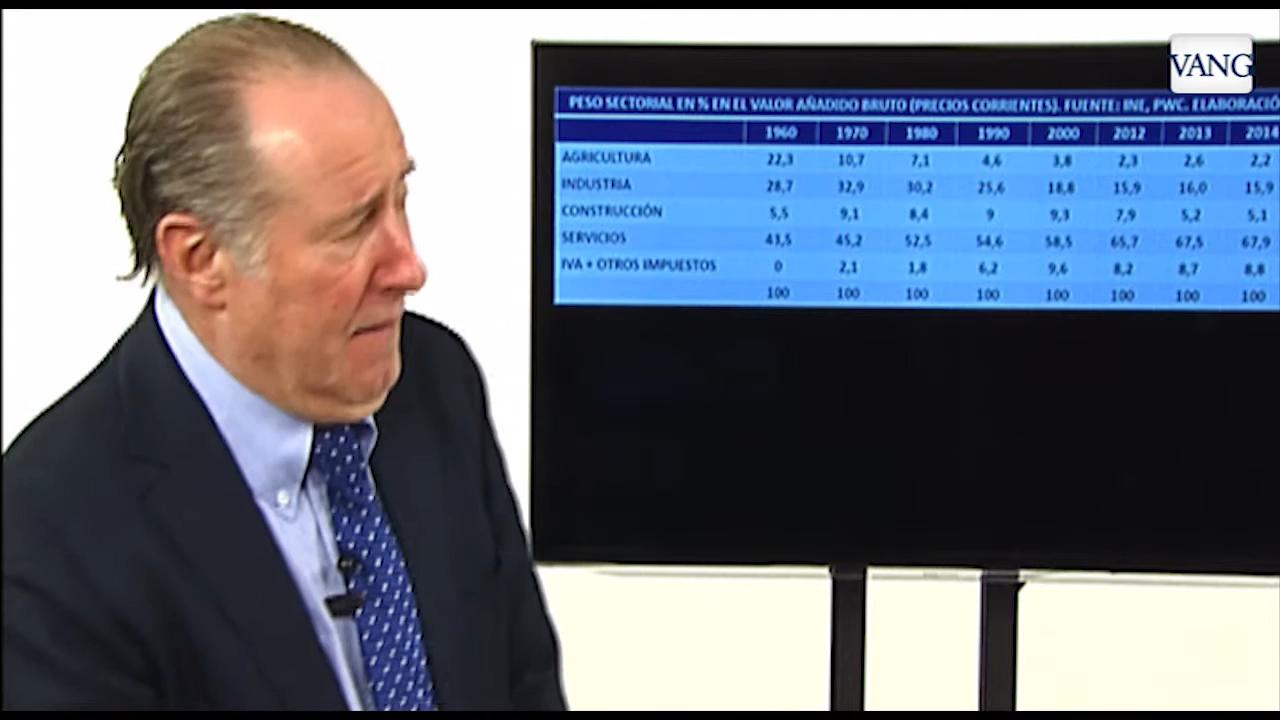 VANG
PESO SECTORIAL EN % EN EL VALOR AÑADIDO BRUTO (PRECIOS CORRIENTES). FUENTE: INE, PWC. ELABORACIÓ
1960 1970 1980 1990 2000 2012 2013 2014
AGRICULTURA 22,3 10,7 7,1 4,6 3,8 2,3 2,6 2,2
INDUSTRIA 28,7 32,9 30,2 25,6 18,8 15,9 16,0 15,9
CONSTRUCCIÓN 5,5 9,1 8,4 9 9,3 7,9 5,2 5,1
SERVICIOS 43,5 45,2 52,5 54,6 58,5 65,7 67,5 67,9
IVA + OTROS IMPUESTOS 0 2,1 1,8 6,2 9,6 8,2 8,7 8,8
100 100 100 100 100 100 100 100